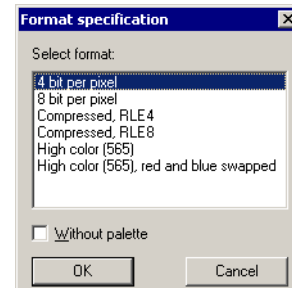 Format specification
Select format:
4 bit per pixel
8 bit per pixel
Compressed, RLE4
Compressed, RLE8
High color (565)
High color (565), red and blue swapped
Without palette
OK
Cancel